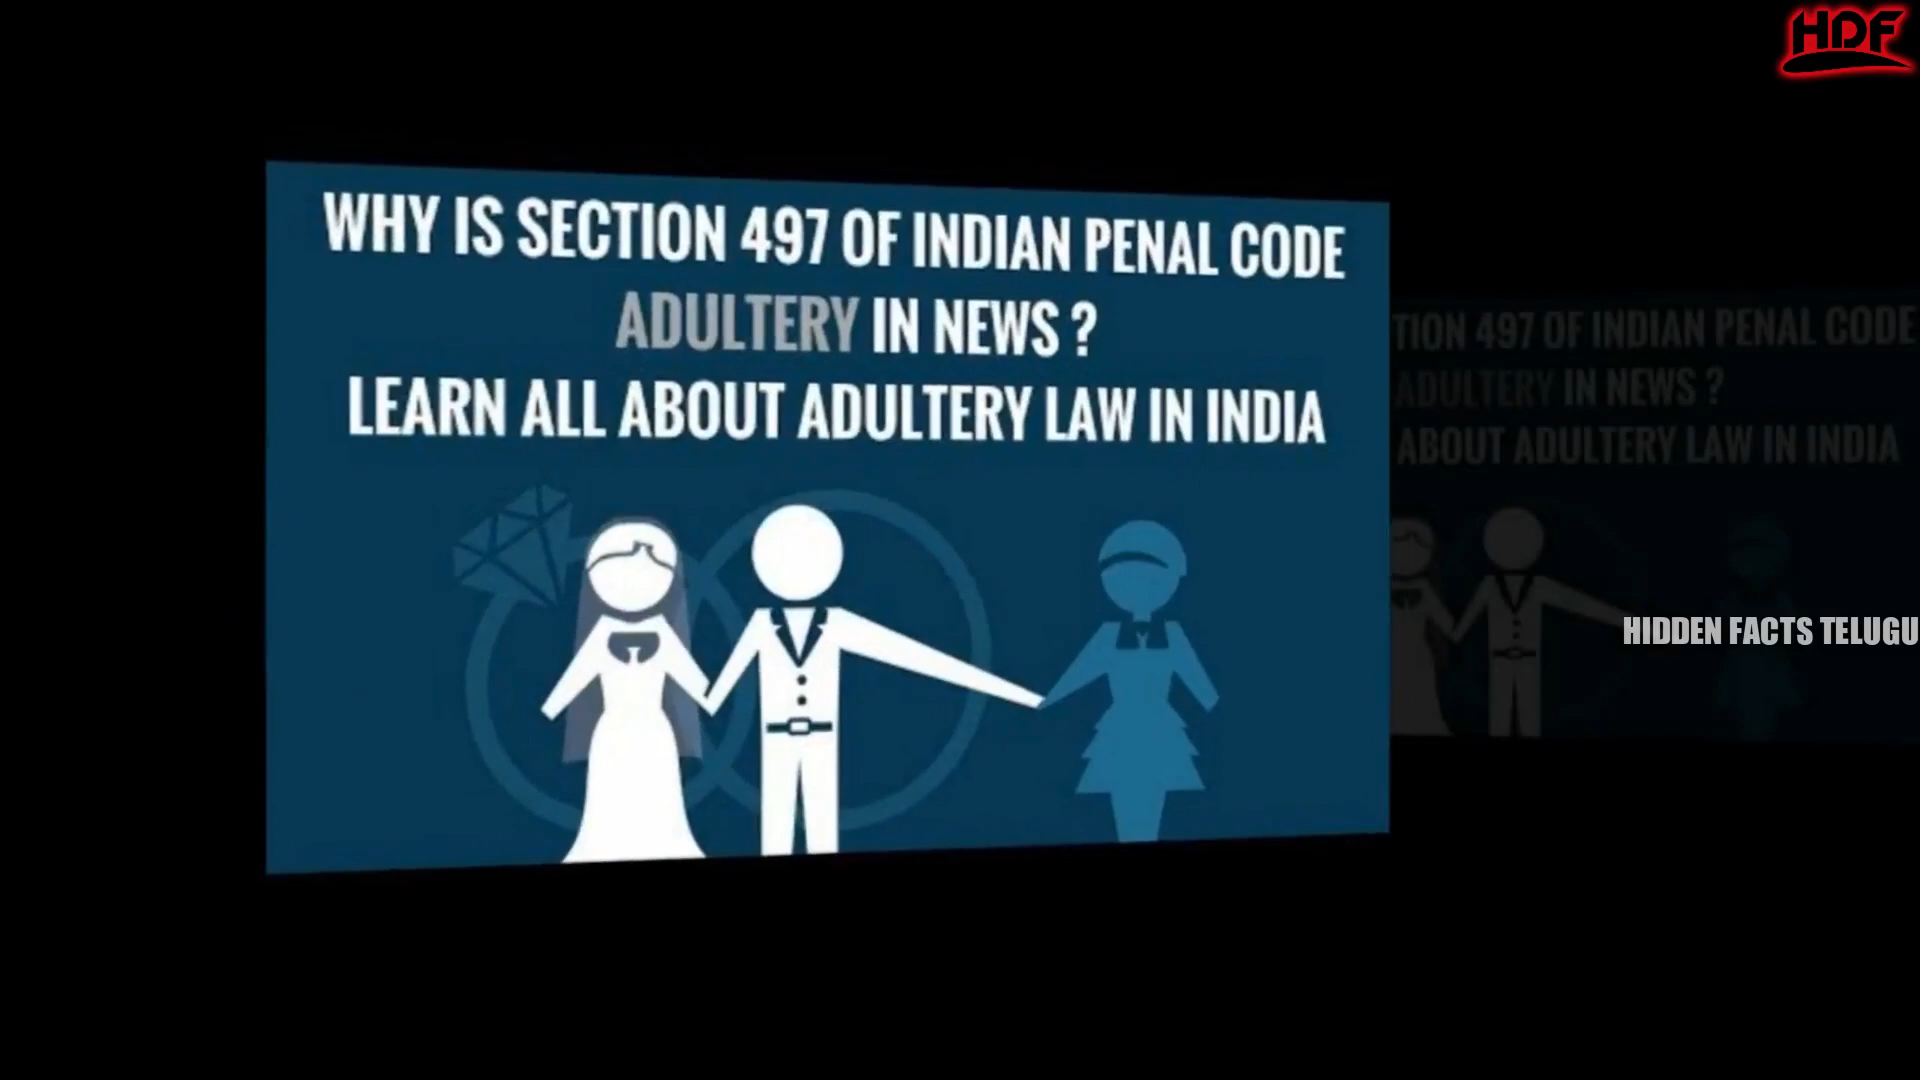 HDF
WHY IS SECTION 497 OF INDIAN PENAL CODE
ADULTERY IN NEWS ?
LEARN ALL ABOUT ADULTERY LAW IN INDIA
TION 497 OF INDIAN PENAL CODE
ADULTERY IN NEWS ?
ABOUT ADULTERY LAW IN INDIA
HIDDEN FACTS TELUGU